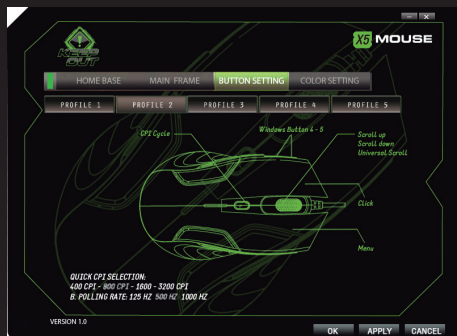 KEEP
OUT
X5 MOUSE
HOME BASE
MAIN FRAME
BUTTON SETTING
COLOR SETTING
PROFILE 1
PROFILE 2
PROFILE 3
PROFILE 4
PROFILE 5
CPI Cycle
Windows Button 4 - 5
Scroll up
Scroll down
Universal Scroll
Click
Menu
QUICK CPI SELECTION:
400 CPI - 800 CPI - 1600 - 3200 CPI
B. POLLING RATE: 125 HZ 500 HZ 1000 HZ
VERSION 1.0
OK
APPLY
CANCEL